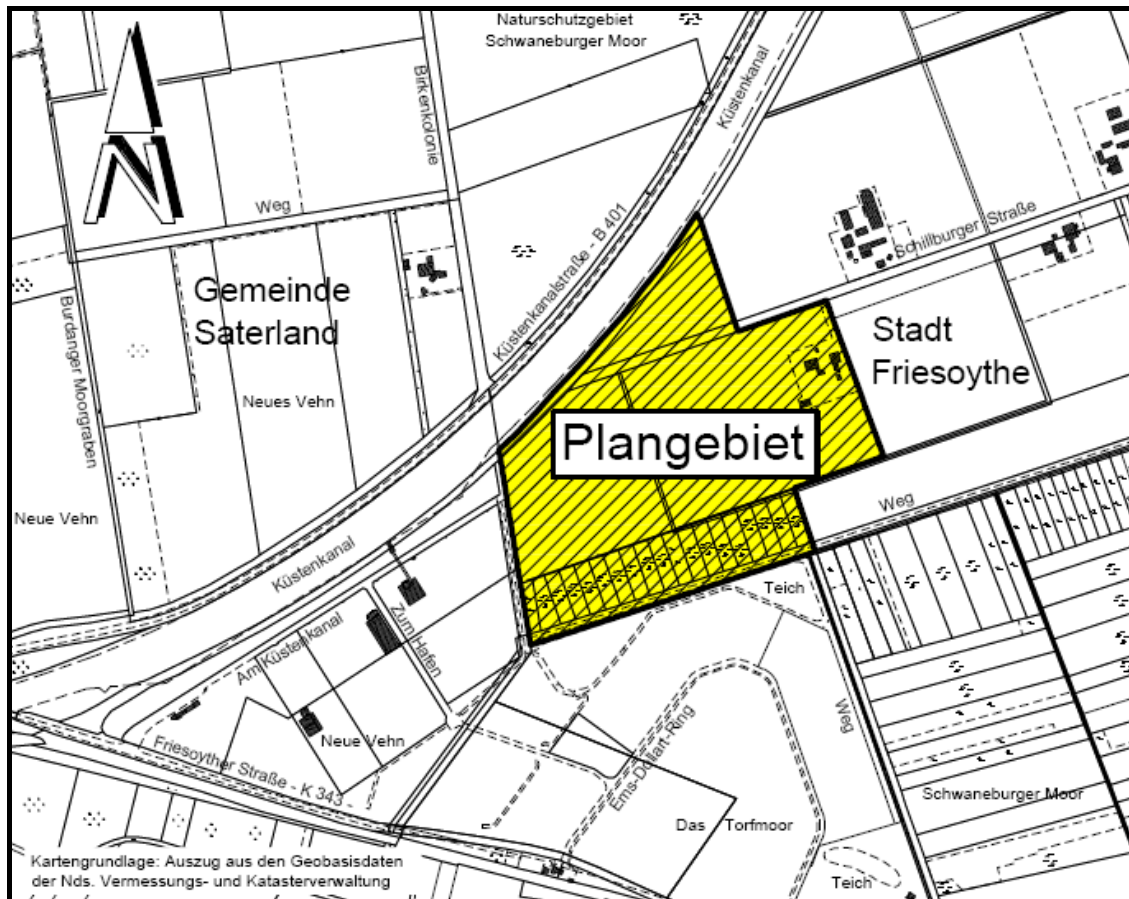 Naturschutzgebiet
Schwaneburger Moor
N
Birkenkolonie
Küstenkanal
Weg
Küstenkanalstraße - B 401
Schillburger Straße
Gemeinde
Saterland
Burdanger Moorgraben
Neues Vehn
Stadt
Friesoythe
Plangebiet
Neue Vehn
Weg
Küstenkanal
Teich
Am Küstenkanal
Zum Hafen
Weg
Neue Vehn
Ems-Dollart-Ring
Friesoyther Straße - K 343
Schwaneburger Moor
Das Torfmoor
Teich
Kartengrundlage: Auszug aus den Geobasisdaten
der Nds. Vermessungs- und Katasterverwaltung